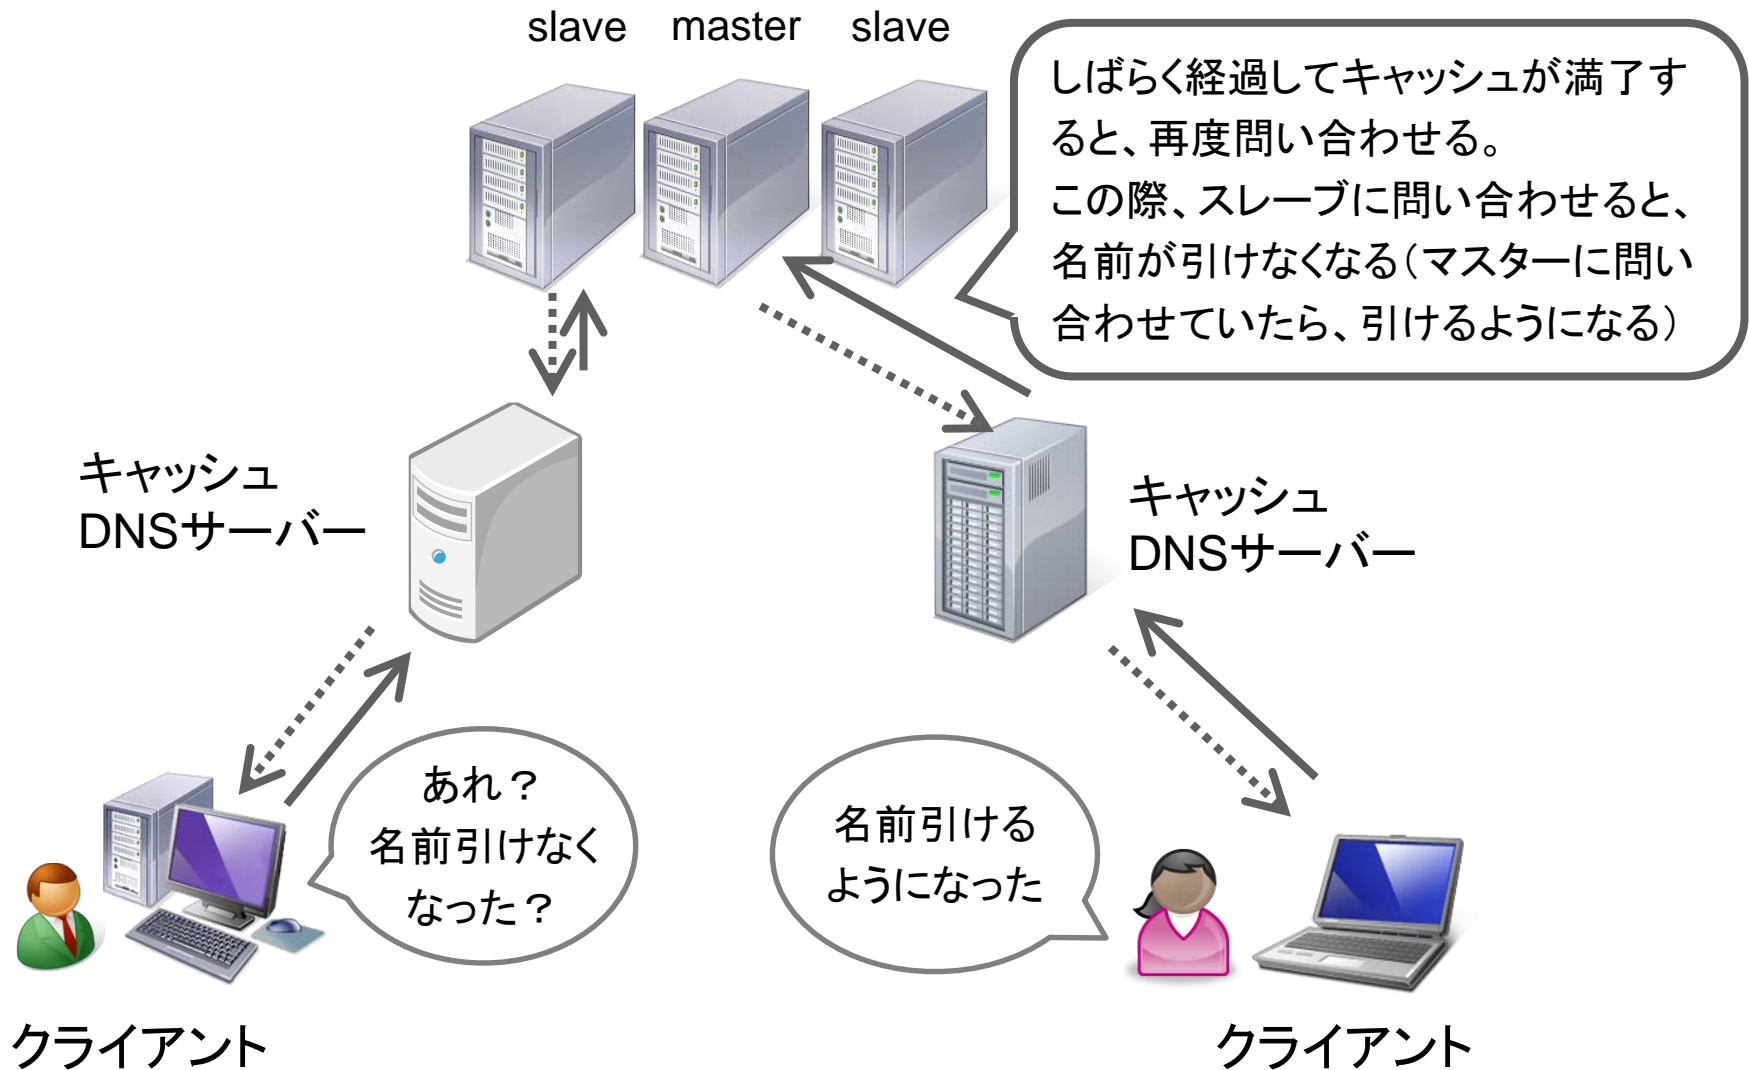 slave master slave
しばらく経過してキャッシュが満了す
ると、再度問い合わせる。
この際、スレーブに問い合わせると、
名前が引けなくなる(マスターに問い
合わせていたら、引けるようになる)
キャッシュ
DNSサーバー
キャッシュ
DNSサーバー
あれ？
名前引けなく
なった？
名前引ける
ようになった
クライアント
クライアント